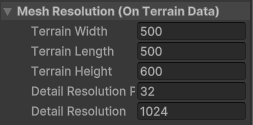 Mesh Resolution (On Terrain Data)
Terrain Width 500
Terrain Length 500
Terrain Height 600
Detail Resolution P 32
Detail Resolution 1024